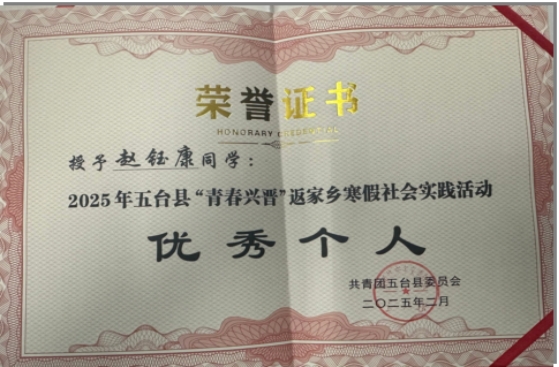 荣誉证书
HONORARY CREDENTIAL
授予 赵钰康 同学：
2025年五台县“青春兴晋”返家乡寒假社会实践活动
优秀个人
共青团五台县委员会
二〇二五年二月